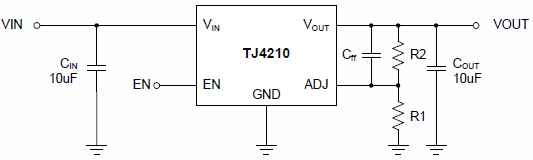 VIN
VIN
VOUT
VOUT
TJ4210
Cff
R2
CIN
10uF
COUT
10uF
EN
EN
ADJ
GND
R1